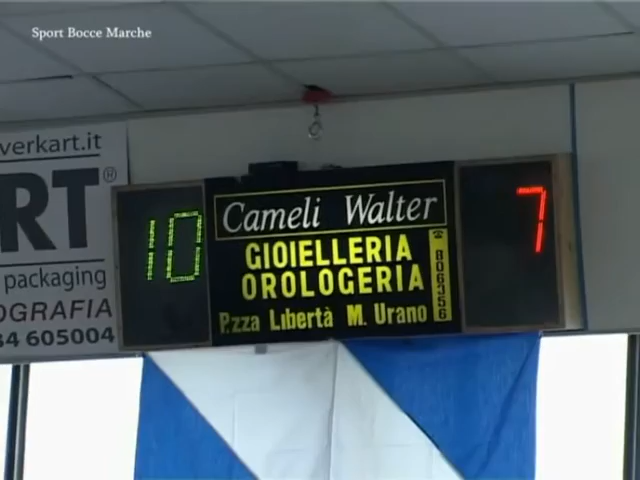 Sport Bocce Marche
verkart.it
RT®
packaging
OGRAFIA
34 605004
10
Cameli Walter
GIOIELLERIA
OROLOGERIA
☎ 806356
P.zza Libertà M. Urano
7